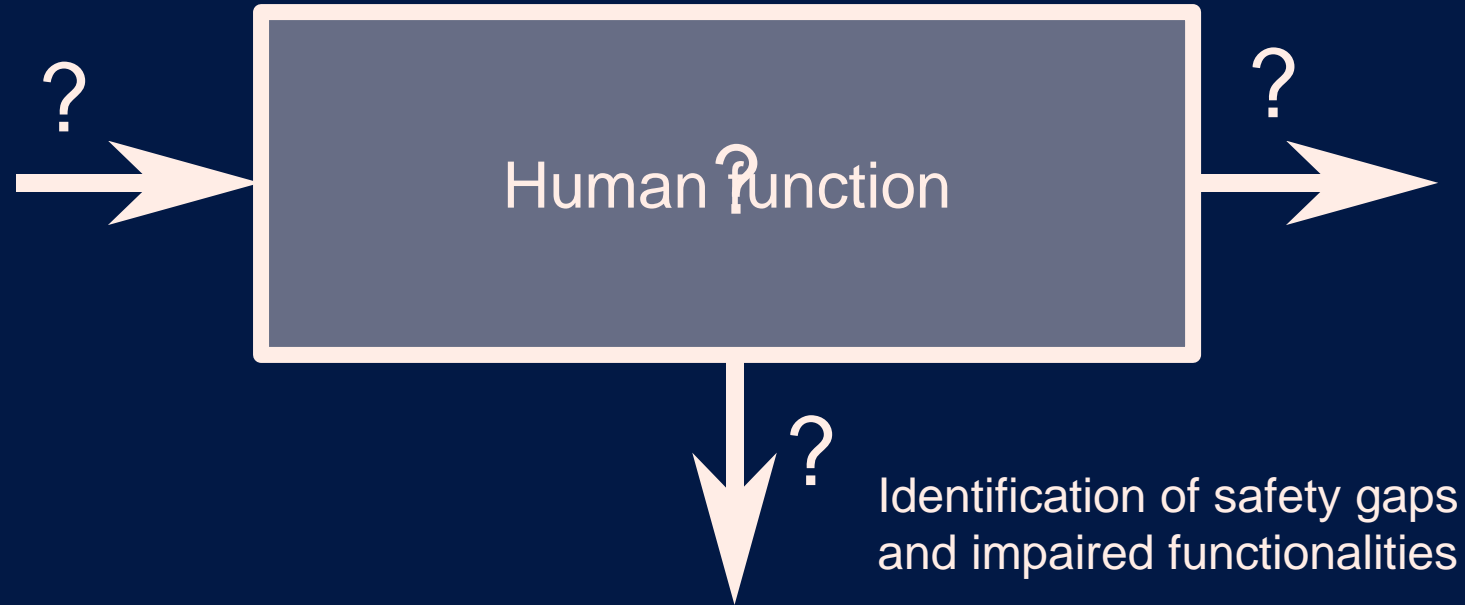 ?
?
Human function
?
?
Identification of safety gaps
and impaired functionalities